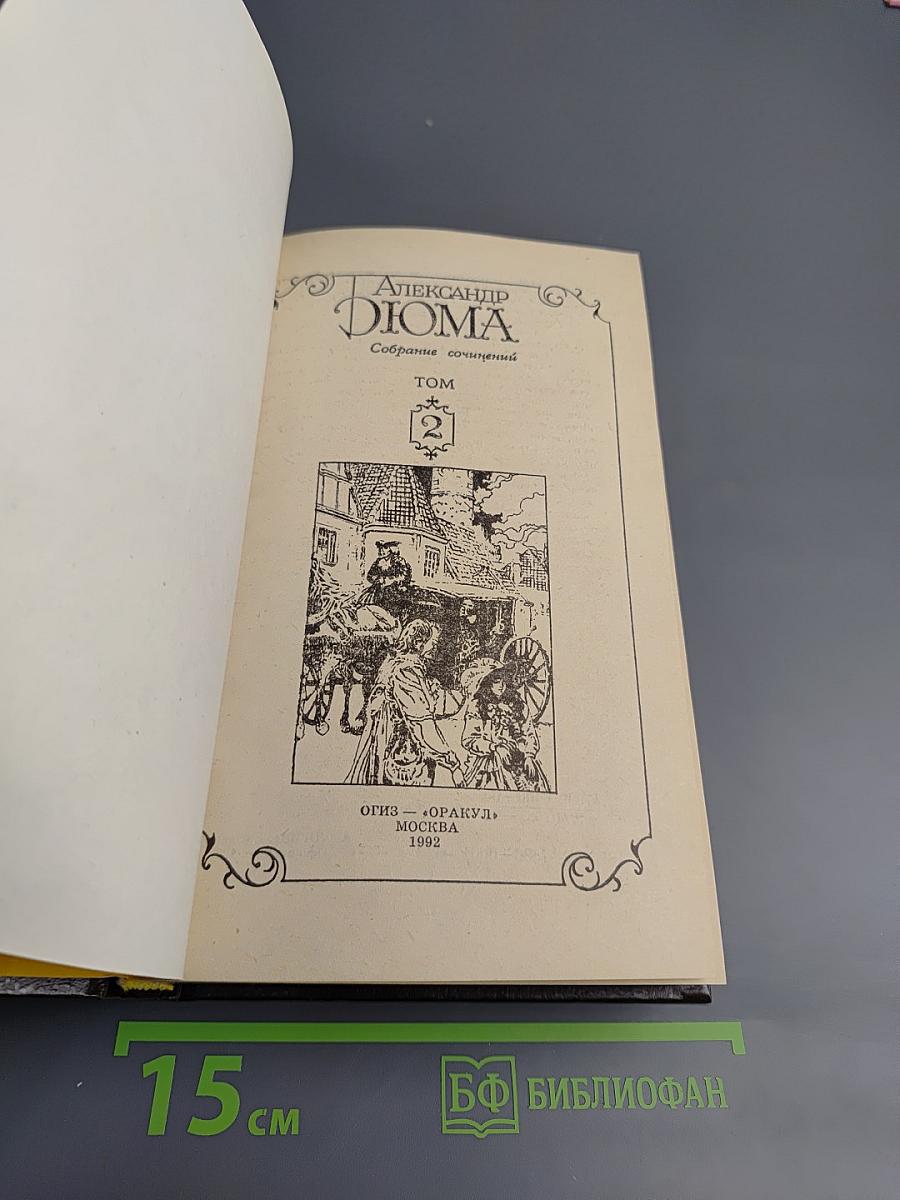 АЛЕКСАНДР
ДЮМА
Собрание сочинений
ТОМ
2
ОГИЗ — «ОРАКУЛ»
МОСКВА
1992
15 см
БФ БИБЛИОФАН